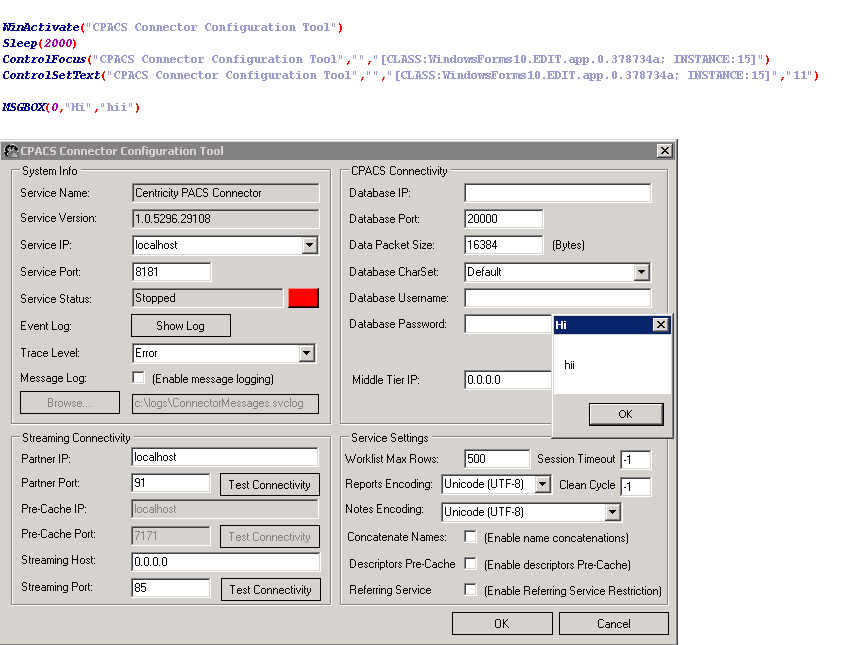 WinActivate("CPACS Connector Configuration Tool")
Sleep(2000)
ControlFocus("CPACS Connector Configuration Tool","","[CLASS:WindowsForms10.EDIT.app.0.378734a; INSTANCE:15]")
ControlSetText("CPACS Connector Configuration Tool","","[CLASS:WindowsForms10.EDIT.app.0.378734a; INSTANCE:15]","11")
MSGBOX(0,"Hi","hii")
CPACS Connector Configuration Tool
System Info
Service Name: Centricity PACS Connector
Service Version: 1.0.5296.29108
Service IP: localhost
Service Port: 8181
Service Status: Stopped
Event Log: Show Log
Trace Level: Error
Message Log: (Enable message logging)
Browse... c:\logs\ConnectorMessages.svclog
CPACS Connectivity
Database IP:
Database Port: 20000
Data Packet Size: 16384 (Bytes)
Database CharSet: Default
Database Username:
Database Password:
Middle Tier IP: 0.0.0.0
Hi
hii
OK
Streaming Connectivity
Partner IP: localhost
Partner Port: 91 Test Connectivity
Pre-Cache IP: localhost
Pre-Cache Port: 7171 Test Connectivity
Streaming Host: 0.0.0.0
Streaming Port: 85 Test Connectivity
Service Settings
Worklist Max Rows: 500 Session Timeout -1
Reports Encoding: Unicode (UTF-8) Clean Cycle -1
Notes Encoding: Unicode (UTF-8)
Concatenate Names: (Enable name concatenations)
Descriptors Pre-Cache (Enable descriptors Pre-Cache)
Referring Service (Enable Referring Service Restriction)
OK Cancel